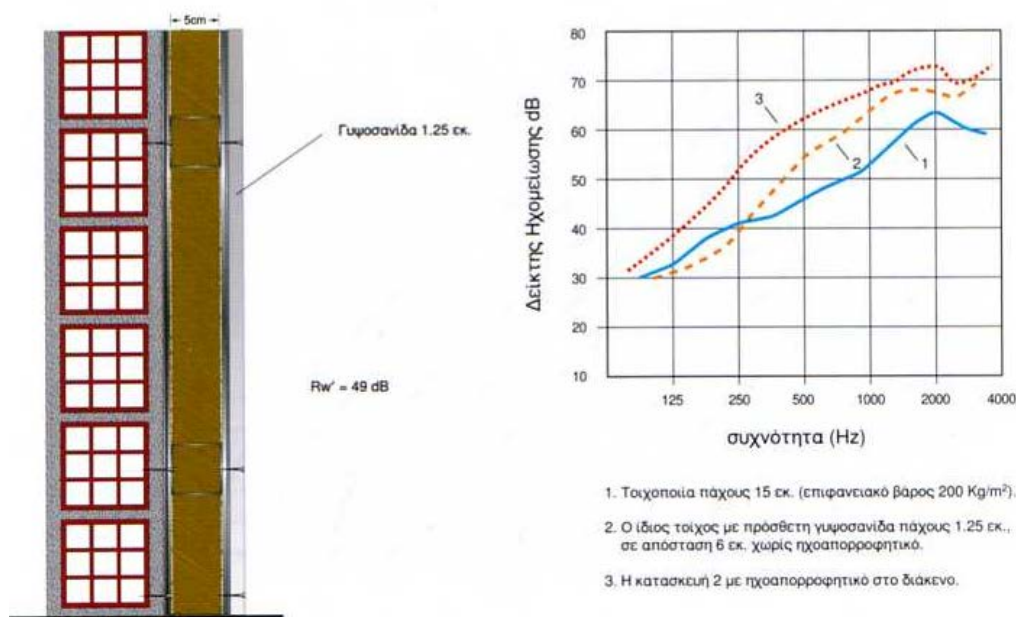 5cm
Γυψοσανίδα 1.25 εκ.
Rw' = 49 dB
Δείκτης Ηχομείωσης dB
80
70
60
50
40
30
20
10
3
2
1
125
250
500
1000
2000
4000
συχνότητα (Hz)
1. Τοιχοποιία πάχους 15 εκ. (επιφανειακό βάρος 200 Kg/m²).
2. Ο ίδιος τοίχος με πρόσθετη γυψοσανίδα πάχους 1.25 εκ.,
σε απόσταση 6 εκ. χωρίς ηχοαπορροφητικό.
3. Η κατασκευή 2 με ηχοαπορροφητικό στο διάκενο.